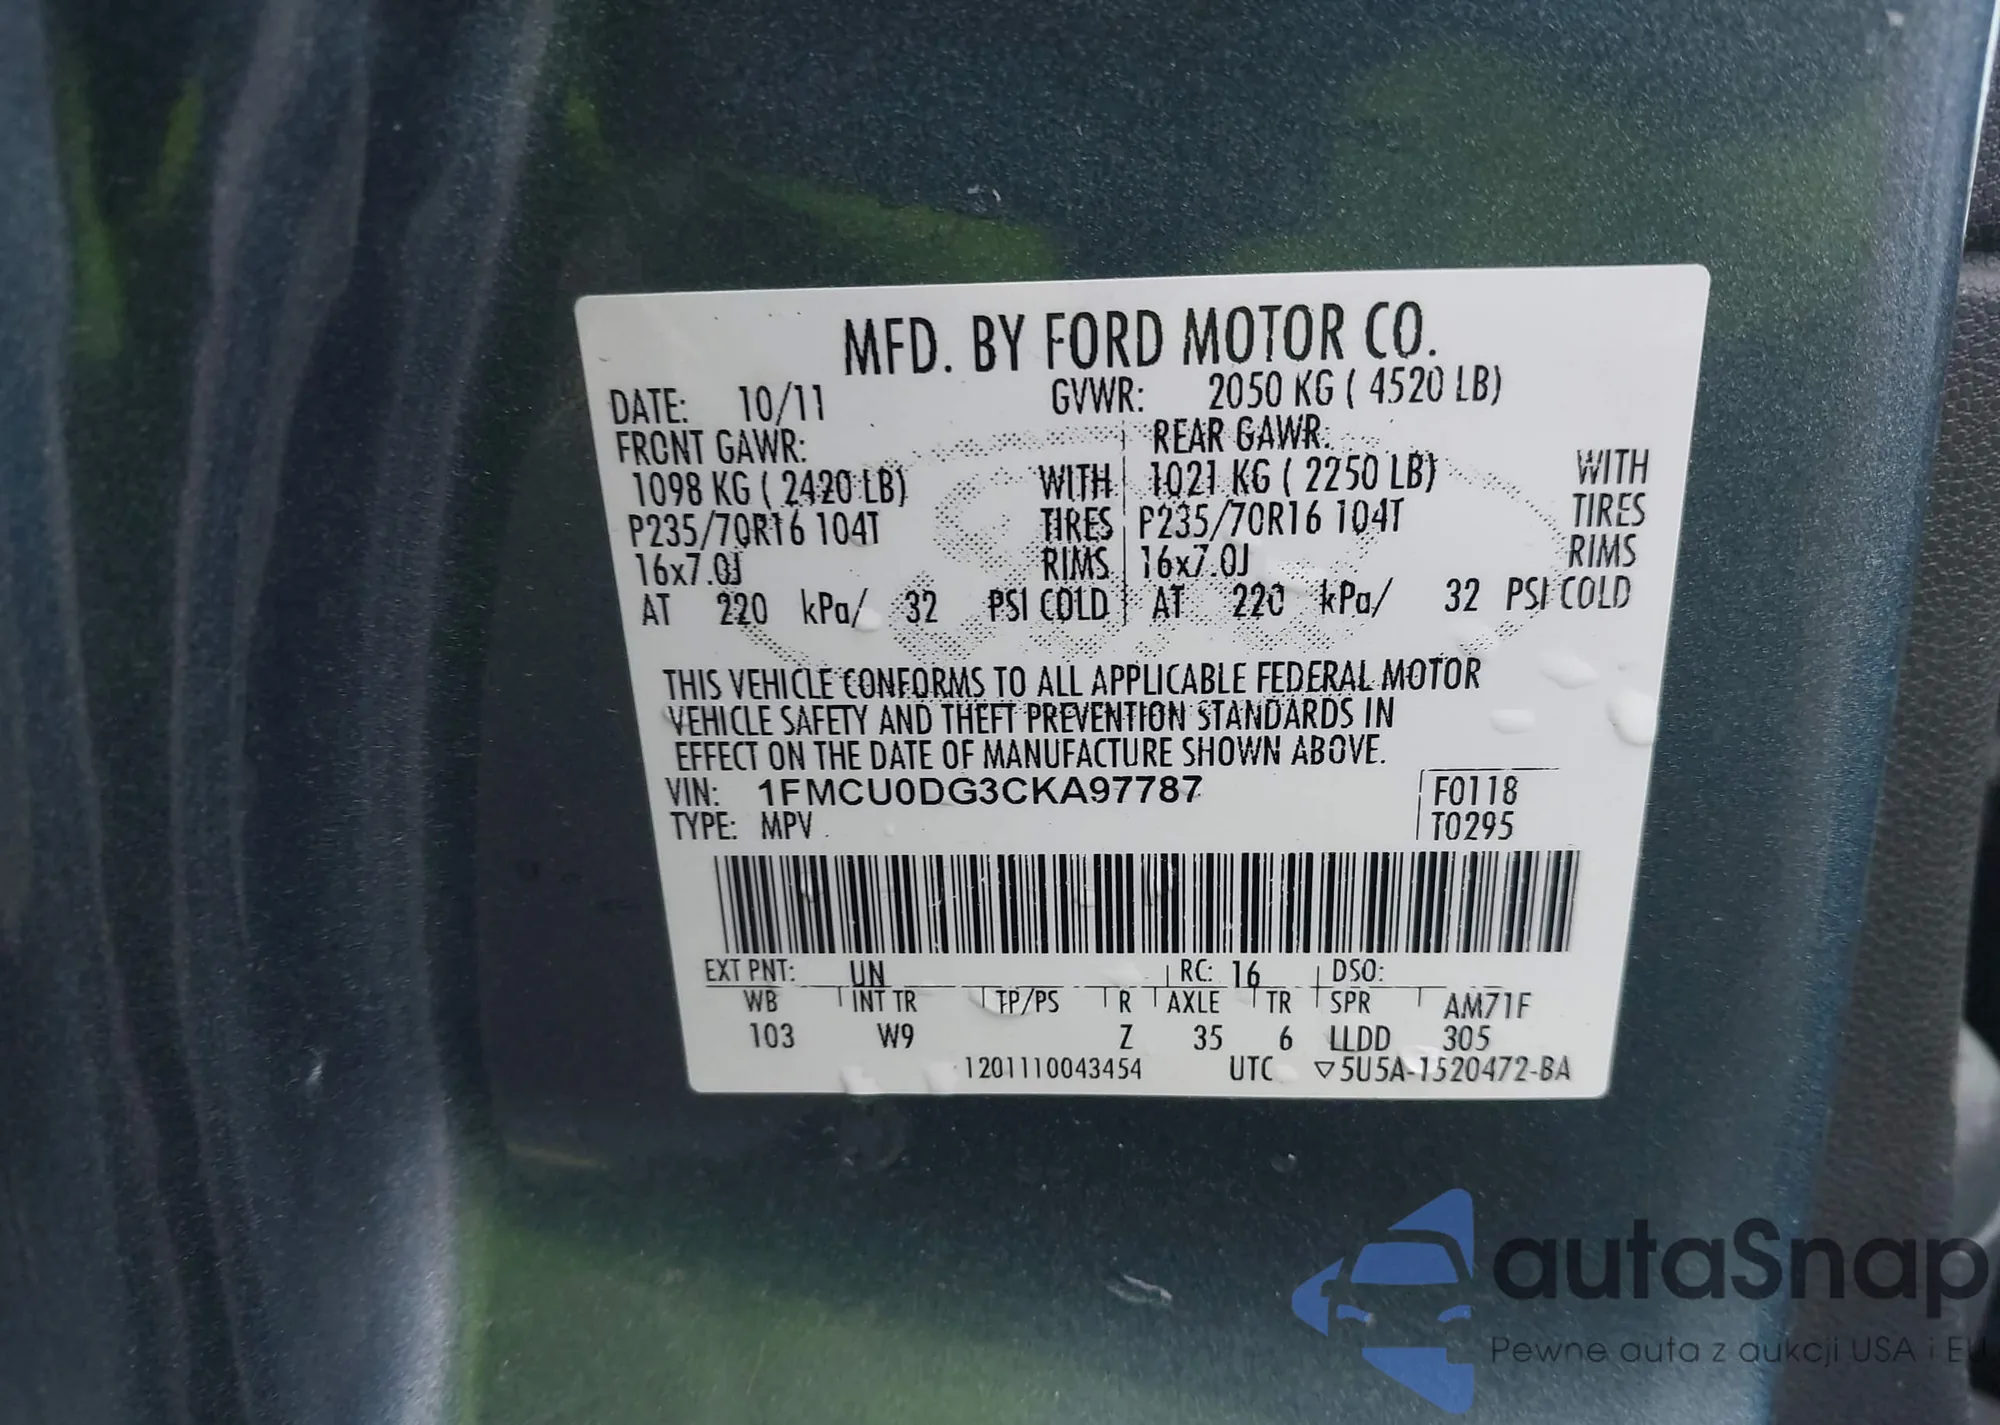 MFD. BY FORD MOTOR CO.
DATE: 10/11 GVWR: 2050 KG ( 4520 LB)
FRONT GAWR: REAR GAWR:
1098 KG ( 2420 LB) WITH 1021 KG ( 2250 LB) WITH
P235/70R16 104T TIRES P235/70R16 104T TIRES
16x7.0J RIMS 16x7.0J RIMS
AT 220 kPa/ 32 PSI COLD AT 220 kPa/ 32 PSI COLD
THIS VEHICLE CONFORMS TO ALL APPLICABLE FEDERAL MOTOR
VEHICLE SAFETY AND THEFT PREVENTION STANDARDS IN
EFFECT ON THE DATE OF MANUFACTURE SHOWN ABOVE.
VIN: 1FMCU0DG3CKA97787 F0118
TYPE: MPV T0295
EXT PNT: UN RC: 16 DSO:
WB INT TR TP/PS R AXLE TR SPR AM71F
103 W9 Z 35 6 LLDD 305
1201110043454 UTC ▽5U5A-1520472-BA
autaSnap
Pewne auta z aukcji USA i EU